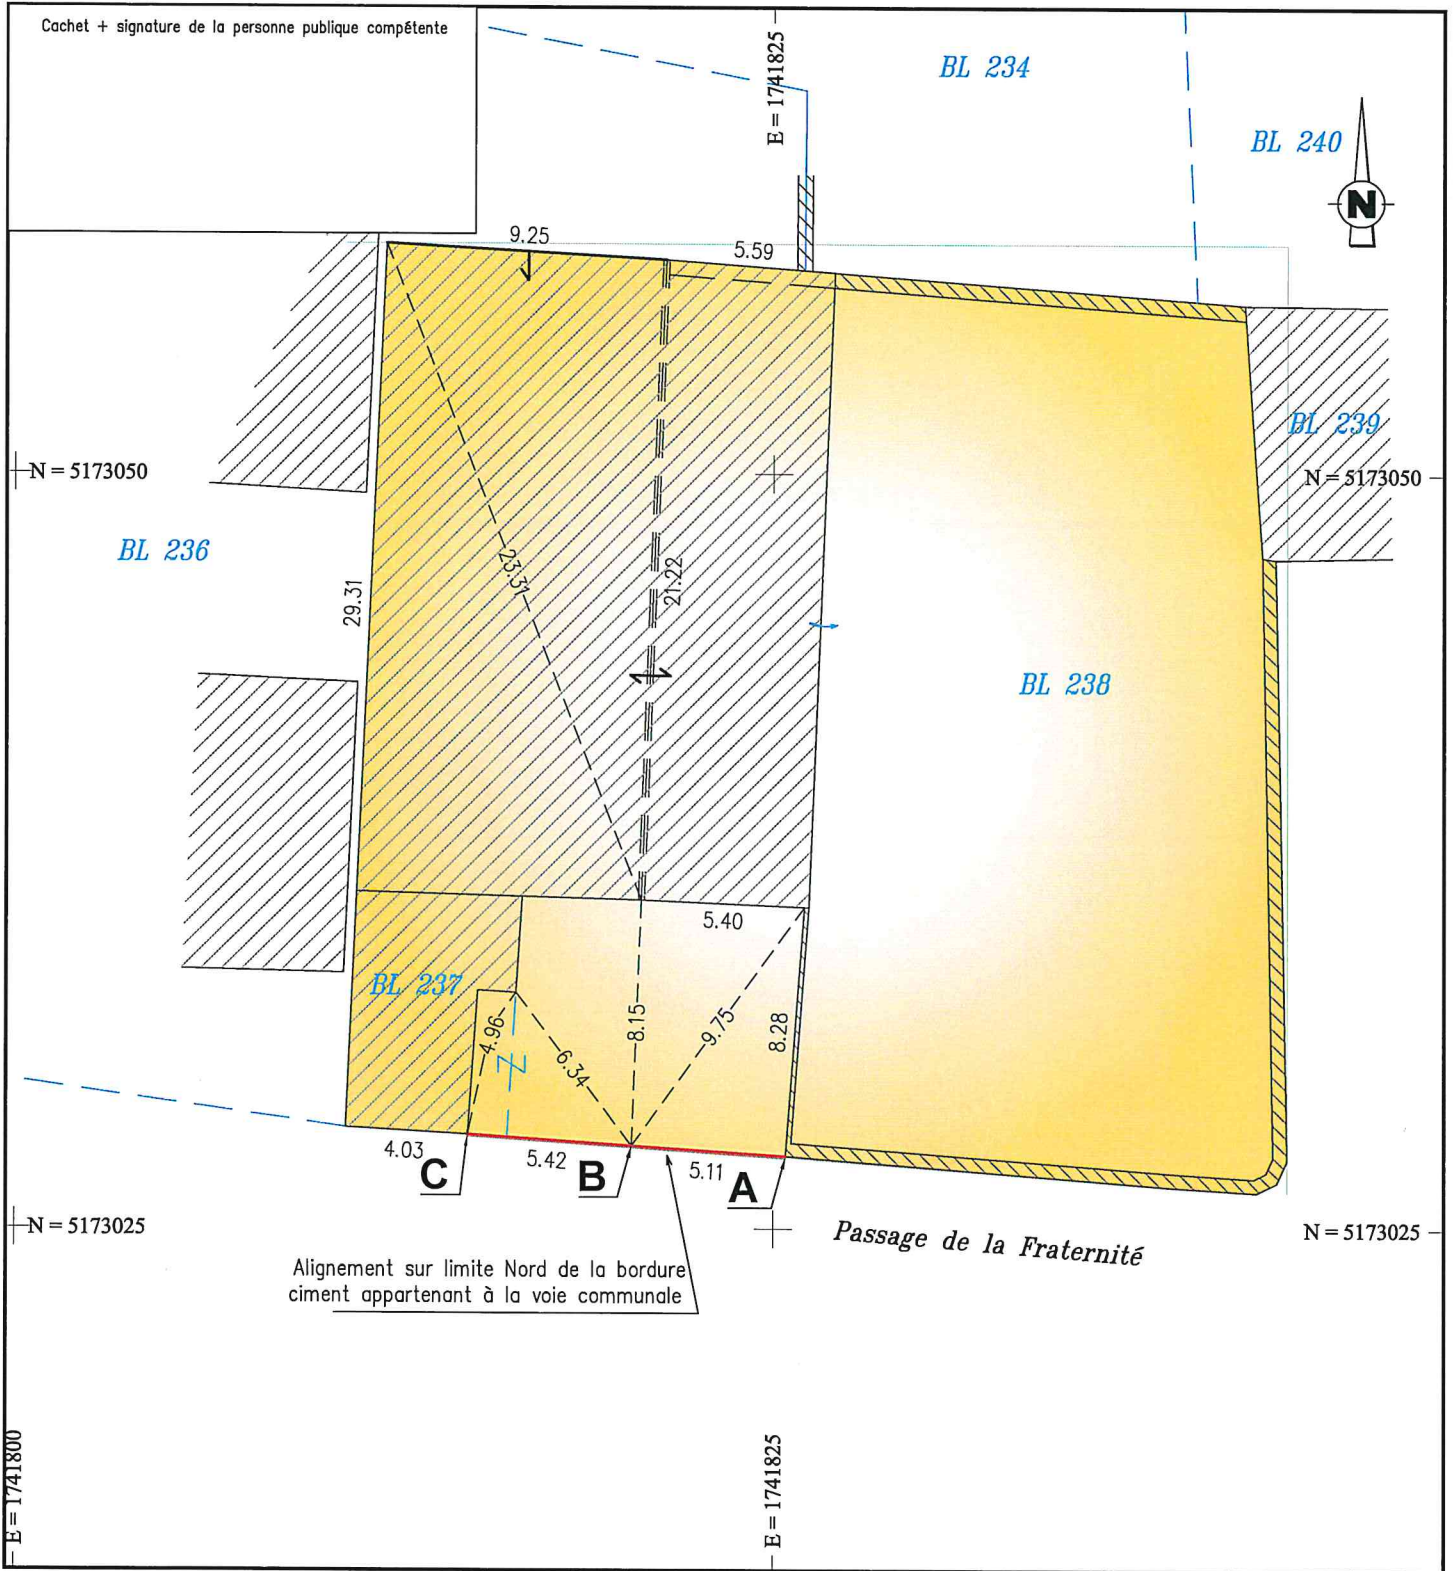 Cachet + signature de la personne publique compétente
E = 1741825
BL 234
BL 240
N
9.25
5.59
BL 239
N = 5173050
N = 5173050
BL 236
23.31
21.22
29.31
BL 238
5.40
BL 237
4.96
6.34
8.15
9.75
8.28
4.03
C
5.42
B
5.11
A
N = 5173025
Passage de la Fraternité
N = 5173025
Alignement sur limite Nord de la bordure
ciment appartenant à la voie communale
E = 1741800
E = 1741825